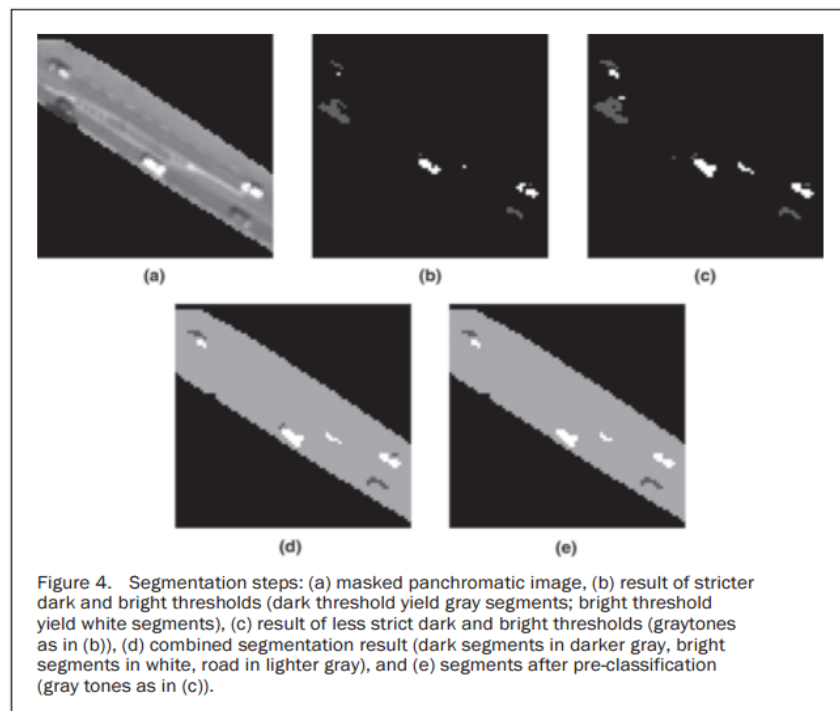 (a)
(b)
(c)
(d)
(e)
Figure 4. Segmentation steps: (a) masked panchromatic image, (b) result of stricter
dark and bright thresholds (dark threshold yield gray segments; bright threshold
yield white segments), (c) result of less strict dark and bright thresholds (graytones
as in (b)), (d) combined segmentation result (dark segments in darker gray, bright
segments in white, road in lighter gray), and (e) segments after pre-classification
(gray tones as in (c)).